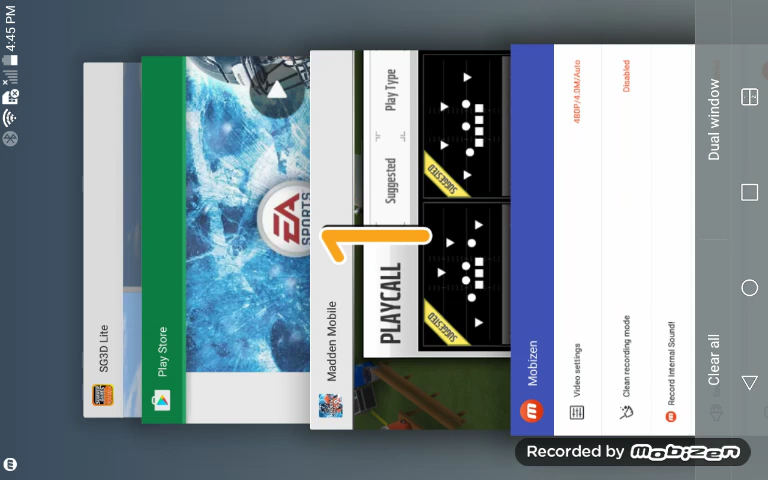 4:45 PM
SG3D Lite
Play Store
EA
SPORTS
Madden Mobile
PLAYCALL
Suggested
Play Type
SUGGESTED
SUGGESTED
1
Mobizen
Video settings
480P/4.0M/Auto
Clean recording mode
Disabled
Record Internal Sound!
Clear all
Dual window
Recorded by Mobizen